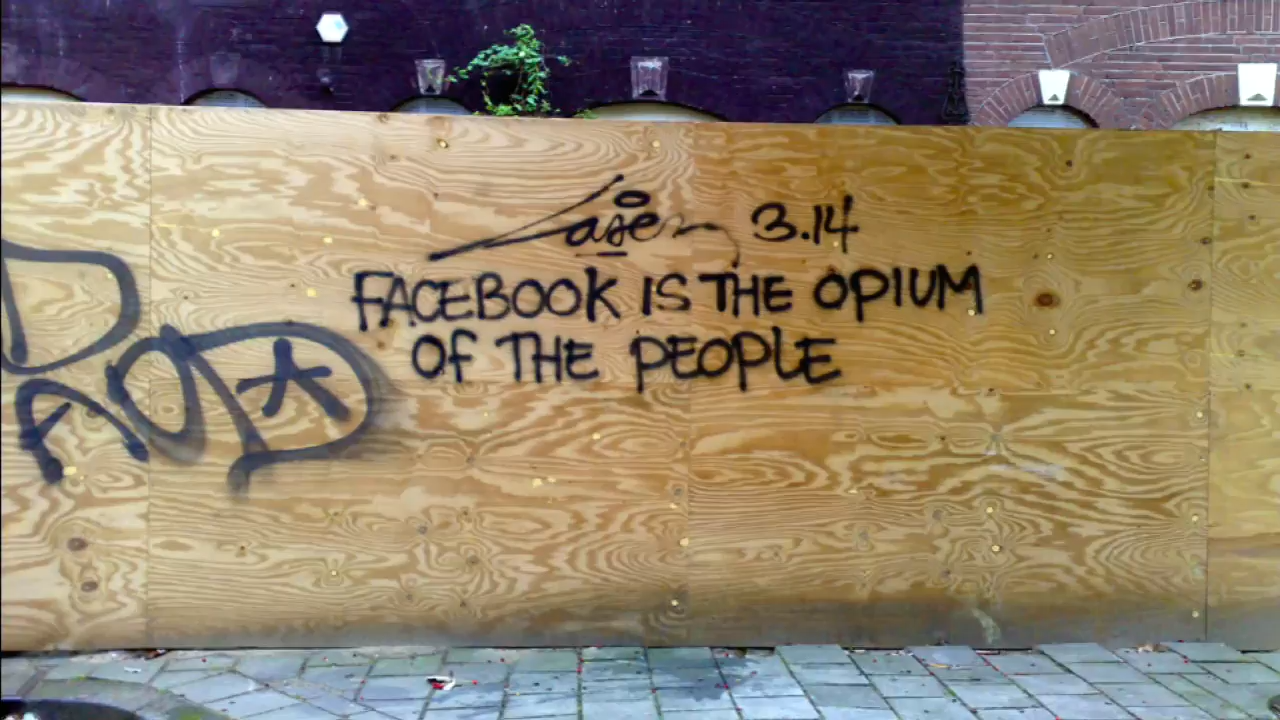 Laser 3.14
FACEBOOK IS THE OPIUM
OF THE PEOPLE